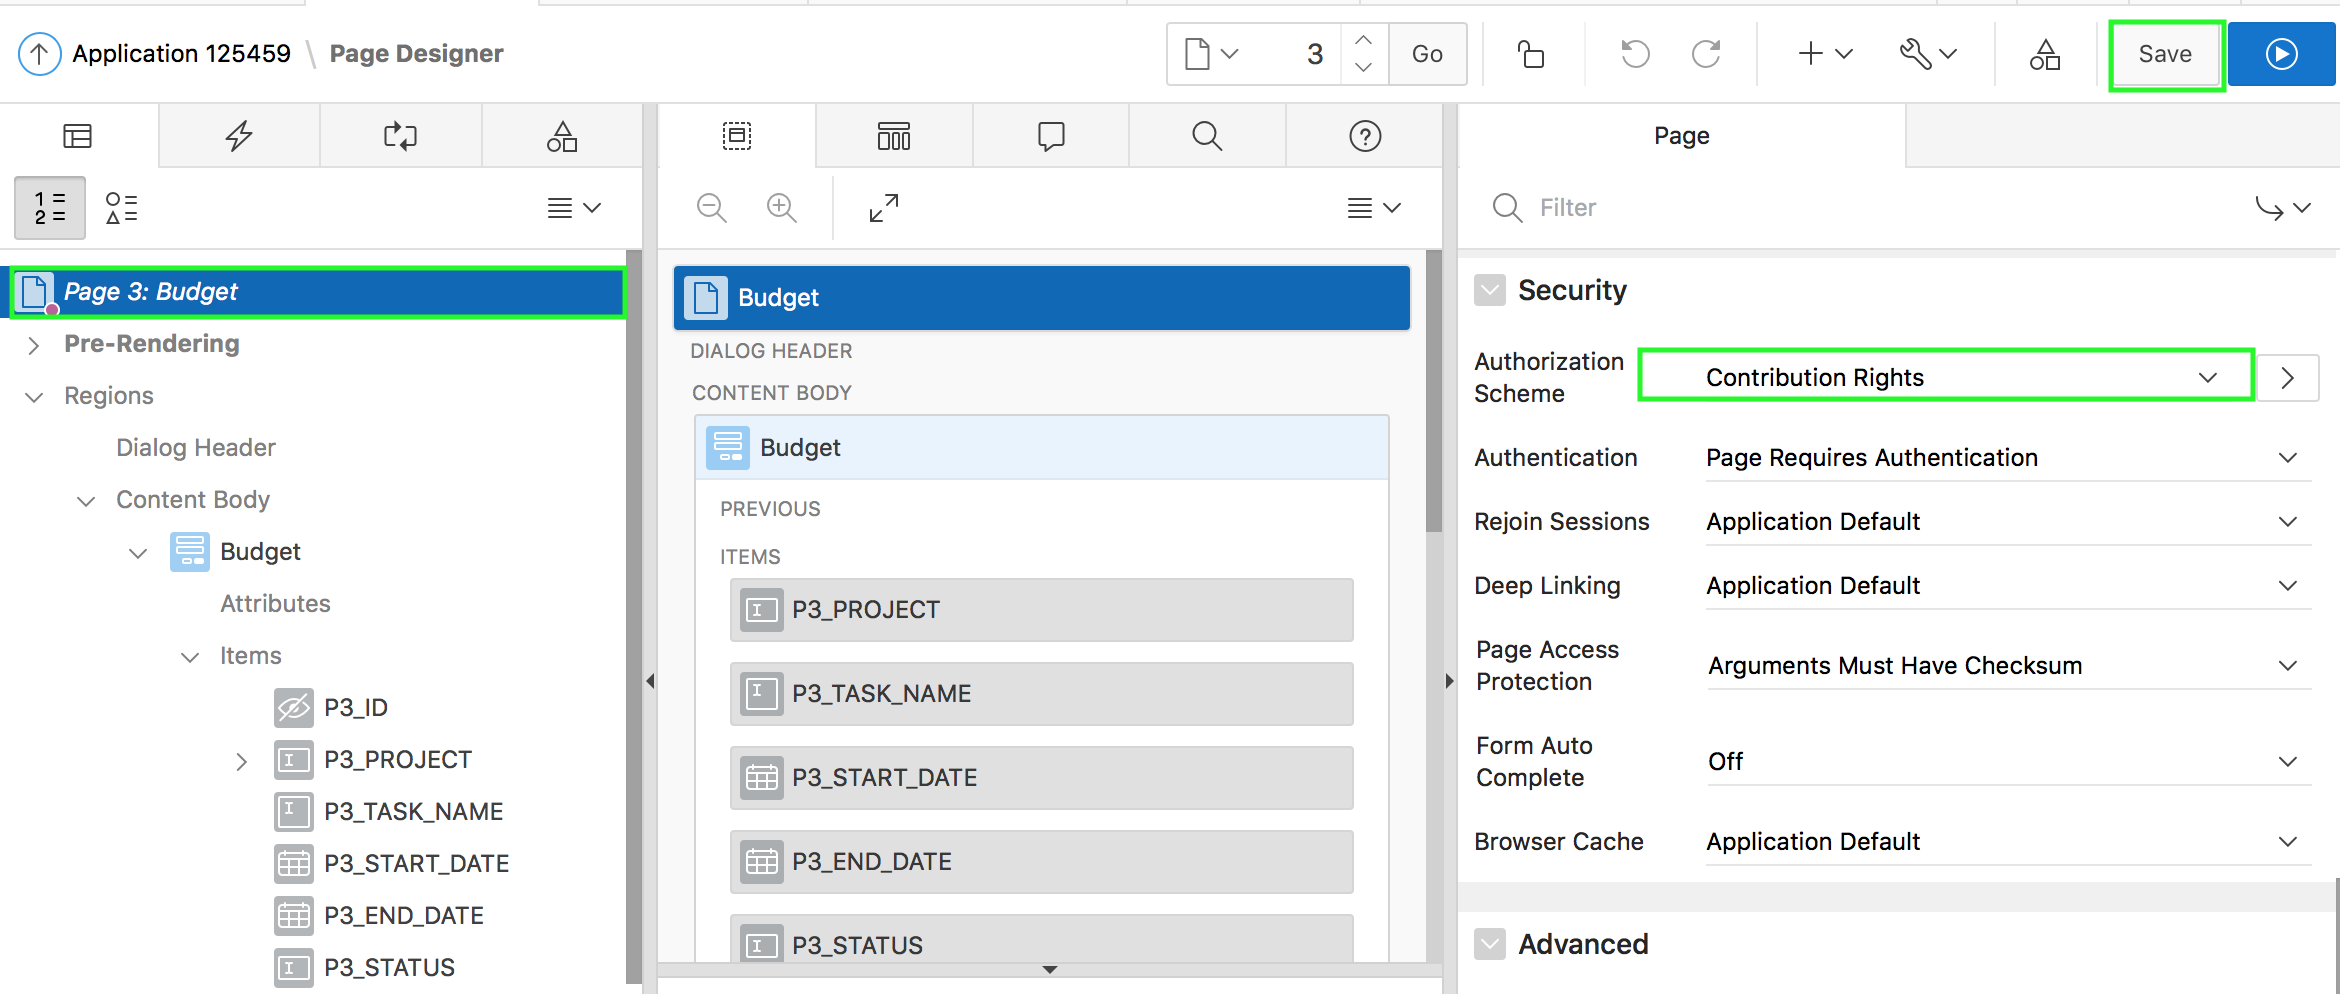 Application 125459 \ Page Designer
3
Go
Save
1
2
Page 3: Budget
Pre-Rendering
Regions
Dialog Header
Content Body
Budget
Attributes
Items
P3_ID
P3_PROJECT
P3_TASK_NAME
P3_START_DATE
P3_END_DATE
P3_STATUS
Budget
DIALOG HEADER
CONTENT BODY
Budget
PREVIOUS
ITEMS
P3_PROJECT
P3_TASK_NAME
P3_START_DATE
P3_END_DATE
P3_STATUS
Page
Filter
Security
Authorization
Scheme
Contribution Rights
Authentication
Page Requires Authentication
Rejoin Sessions
Application Default
Deep Linking
Application Default
Page Access
Protection
Arguments Must Have Checksum
Form Auto
Complete
Off
Browser Cache
Application Default
Advanced